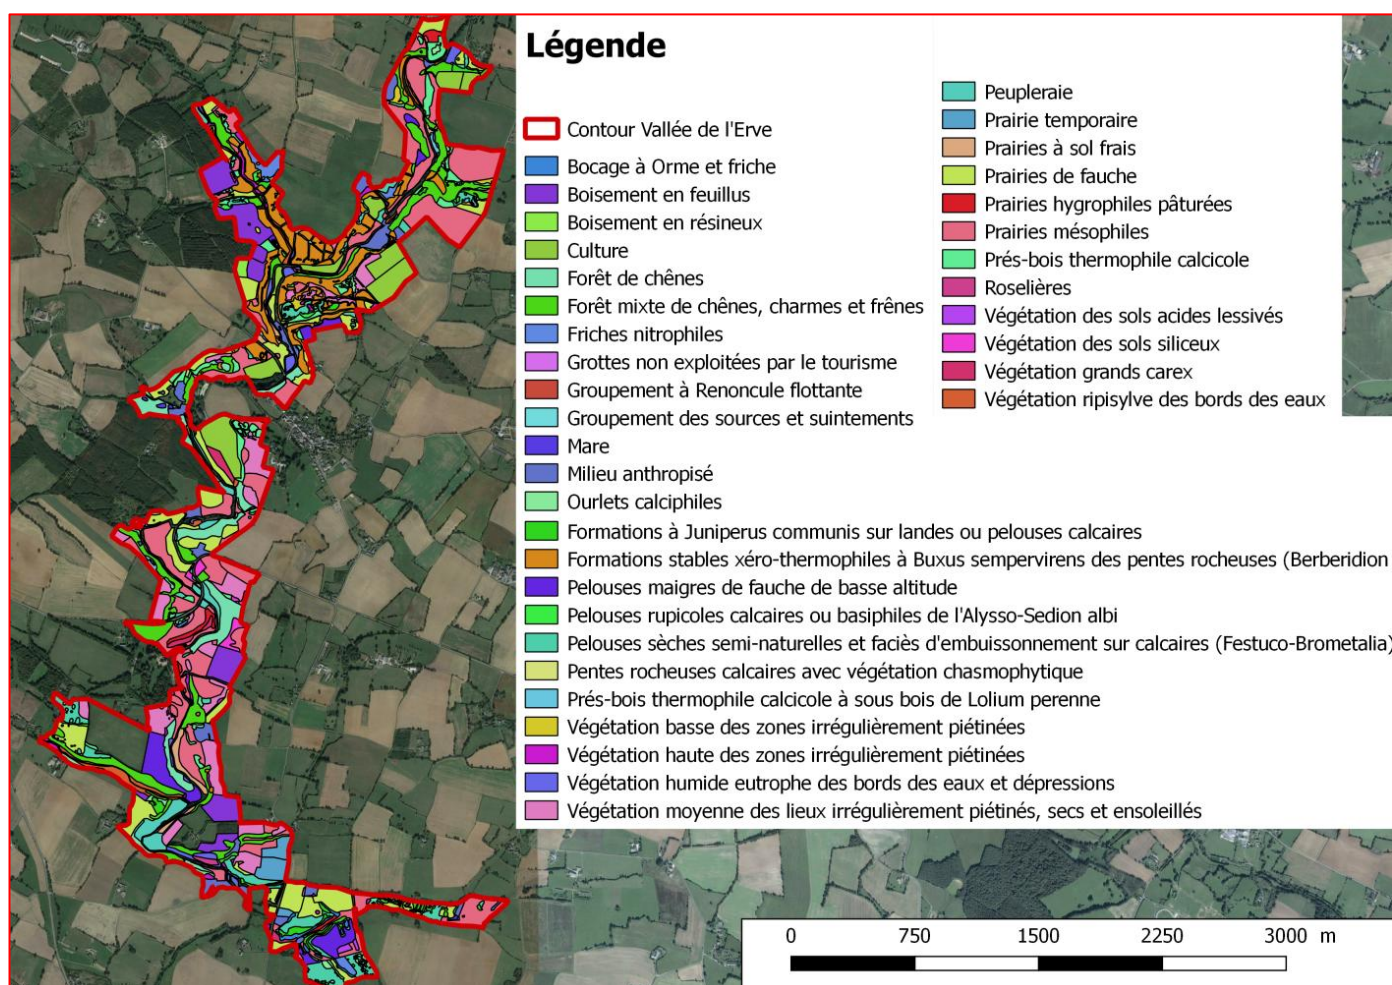 Légende
Contour Vallée de l'Erve
Bocage à Orme et friche
Boisement en feuillus
Boisement en résineux
Culture
Forêt de chênes
Forêt mixte de chênes, charmes et frênes
Friches nitrophiles
Grottes non exploitées par le tourisme
Groupement à Renoncule flottante
Groupement des sources et suintements
Mare
Milieu anthropisé
Ourlets calciphiles
Formations à Juniperus communis sur landes ou pelouses calcaires
Formations stables xéro-thermophiles à Buxus sempervirens des pentes rocheuses (Berberidion
Pelouses maigres de fauche de basse altitude
Pelouses rupicoles calcaires ou basiphiles de l'Alysso-Sedion albi
Pelouses sèches semi-naturelles et faciès d'embuissonnement sur calcaires (Festuco-Brometalia)
Pentes rocheuses calcaires avec végétation chasmophytique
Prés-bois thermophile calcicole à sous bois de Lolium perenne
Végétation basse des zones irrégulièrement piétinées
Végétation haute des zones irrégulièrement piétinées
Végétation humide eutrophe des bords des eaux et dépressions
Végétation moyenne des lieux irrégulièrement piétinés, secs et ensoleillés
Peupleraie
Prairie temporaire
Prairies à sol frais
Prairies de fauche
Prairies hygrophiles pâturées
Prairies mésophiles
Prés-bois thermophile calcicole
Roselières
Végétation des sols acides lessivés
Végétation des sols siliceux
Végétation grands carex
Végétation ripisylve des bords des eaux
0 750 1500 2250 3000 m